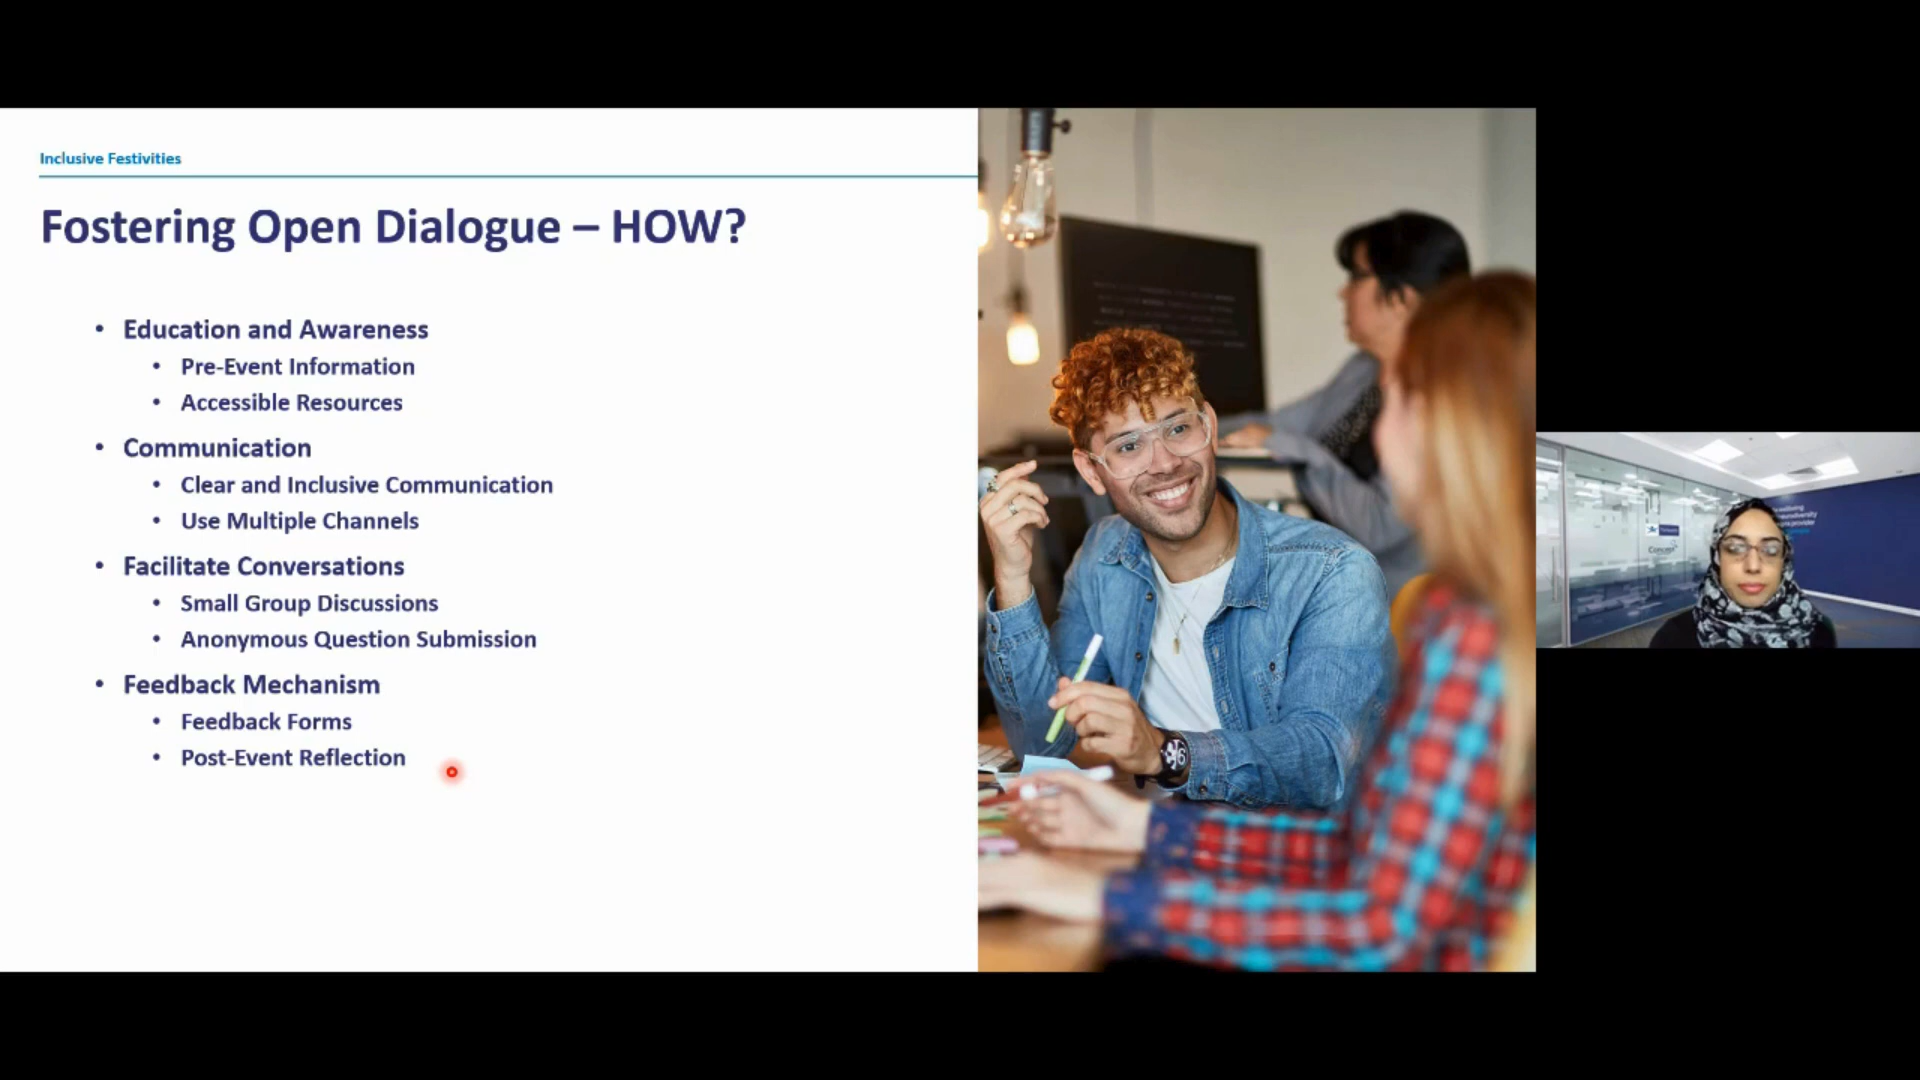 Inclusive Festivities
Fostering Open Dialogue – HOW?
• Education and Awareness
• Pre-Event Information
• Accessible Resources
• Communication
• Clear and Inclusive Communication
• Use Multiple Channels
• Facilitate Conversations
• Small Group Discussions
• Anonymous Question Submission
• Feedback Mechanism
• Feedback Forms
• Post-Event Reflection